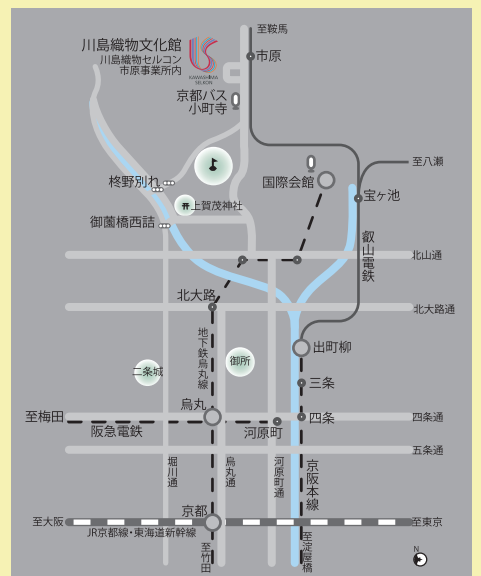 至鞍馬
川島織物文化館
川島織物セルコン
市原事業所内
KAWASHIMA
SELKON
市原
京都バス
小町寺
至八瀬
国際会館
柊野別れ
宝ヶ池
上賀茂神社
御薗橋西詰
叡山電鉄
北山通
北大路
北大路通
地下鉄烏丸線
出町柳
御所
二条城
三条
烏丸
至梅田
四条
四条通
阪急電鉄
河原町
五条通
堀川通
烏丸通
河原町通
京阪本線
京都
至大阪
至東京
JR京都線・東海道新幹線
至竹田
至淀屋橋
N